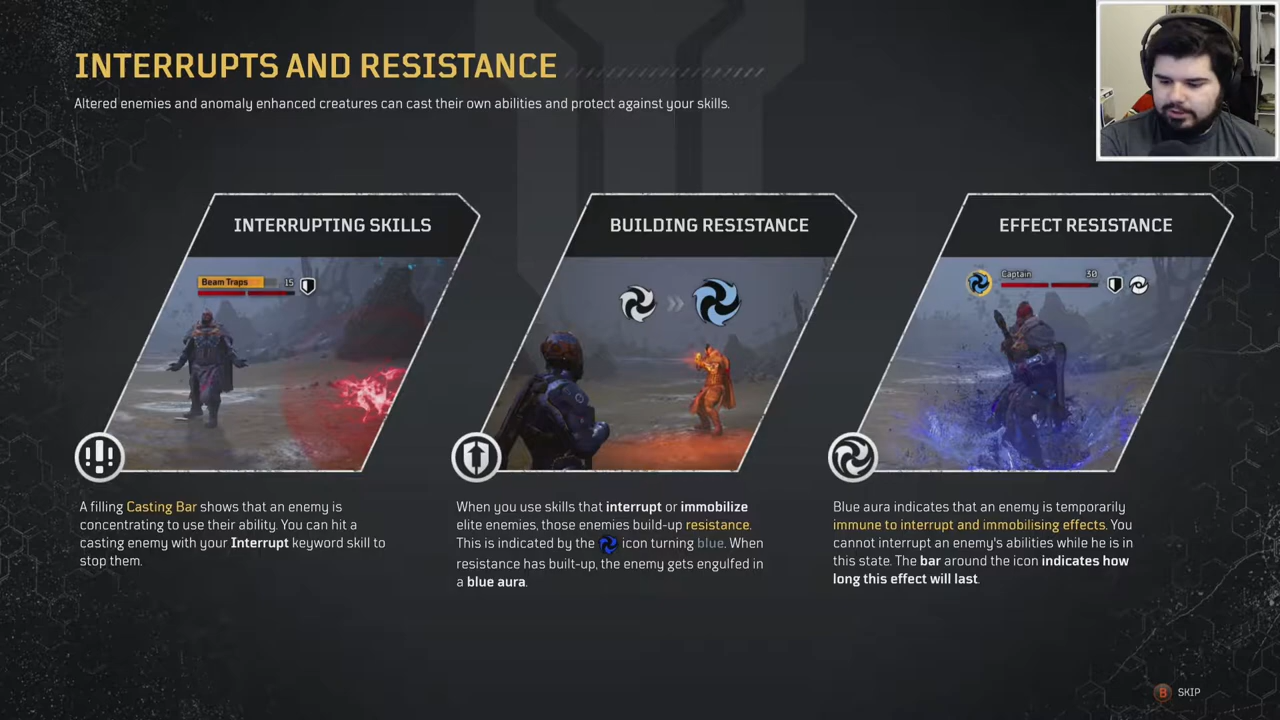 INTERRUPTS AND RESISTANCE
Altered enemies and anomaly enhanced creatures can cast their own abilities and protect against your skills.
INTERRUPTING SKILLS
Beam Traps 15
A filling Casting Bar shows that an enemy is
concentrating to use their ability. You can hit a
casting enemy with your Interrupt keyword skill to
stop them.
BUILDING RESISTANCE
When you use skills that interrupt or immobilize
elite enemies, those enemies build-up resistance.
This is indicated by the icon turning blue. When
resistance has built-up, the enemy gets engulfed in
a blue aura.
EFFECT RESISTANCE
Captain 30
Blue aura indicates that an enemy is temporarily
immune to interrupt and immobilising effects. You
cannot interrupt an enemy's abilities while he is in
this state. The bar around the icon indicates how
long this effect will last.
B SKIP